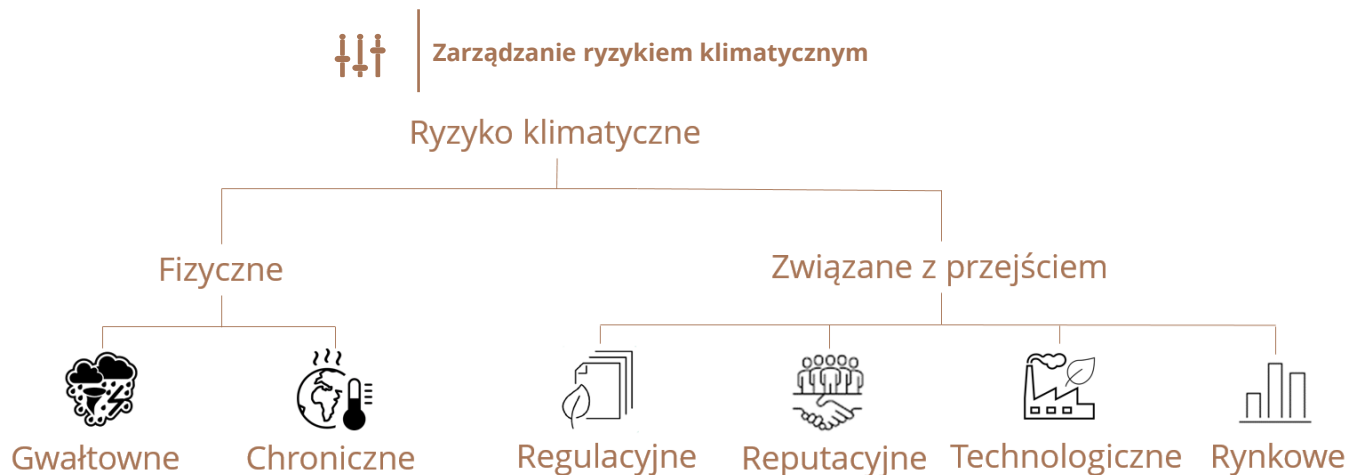 Zarządzanie ryzykiem klimatycznym
Ryzyko klimatyczne
Fizyczne
Związane z przejściem
Gwałtowne
Chroniczne
Regulacyjne
Reputacyjne
Technologiczne
Rynkowe